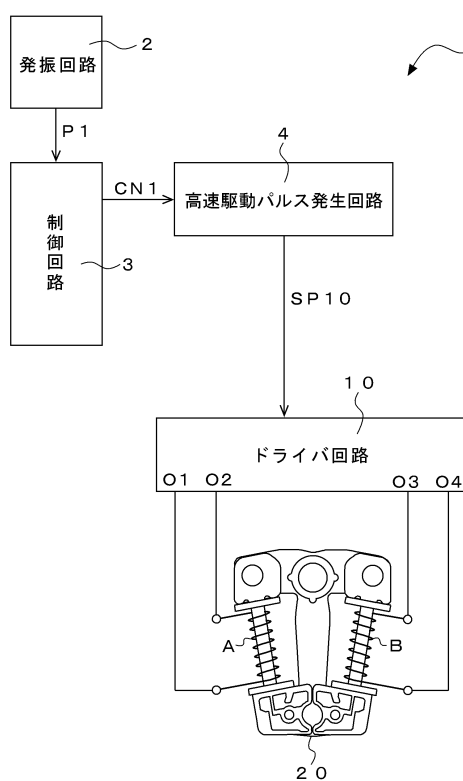 2
発振回路
P1
4
CN1
高速駆動パルス発生回路
制御回路
3
SP10
10
ドライバ回路
O1 O2 O3 O4
A B
20